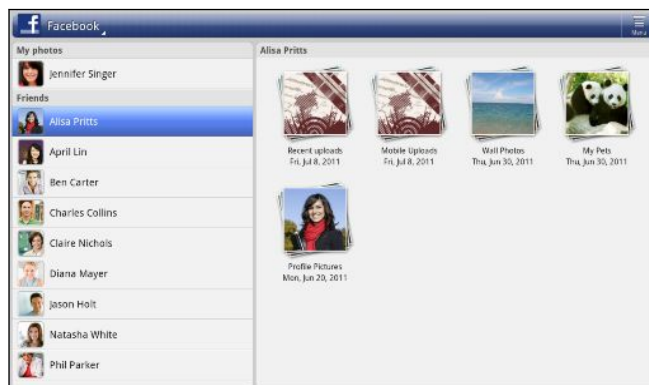 f Facebook
Menu
My photos
Jennifer Singer
Friends
Alisa Pritts
April Lin
Ben Carter
Charles Collins
Claire Nichols
Diana Mayer
Jason Holt
Natasha White
Phil Parker
Alisa Pritts
Recent uploads
Fri, Jul 8, 2011
Mobile Uploads
Fri, Jul 8, 2011
Wall Photos
Thu, Jun 30, 2011
My Pets
Thu, Jun 30, 2011
Profile Pictures
Mon, Jun 20, 2011